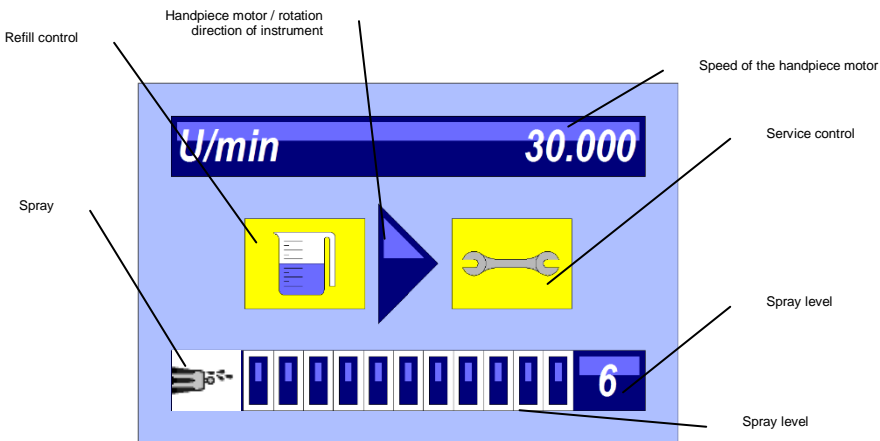 Handpiece motor / rotation
direction of instrument
Refill control
Speed of the handpiece motor
U/min 30.000
Service control
Spray
Spray level
6
Spray level